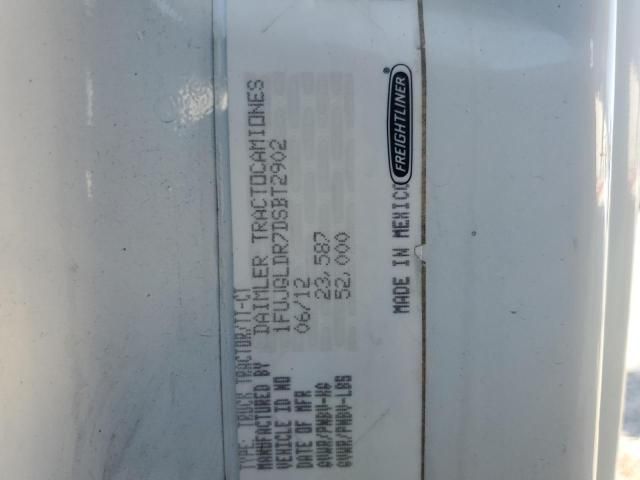 TYPE: TRUCK TRACTOR/TT-CT
MANUFACTURED BY DAIMLER TRACTOCAMIONES
VEHICLE ID NO 1FUJGLDR7DSBT2902
DATE OF MFR 06/12
GVWR/PNBV-KG 23,587
GVWR/PNBV-LBS 52,000
MADE IN MEXICO
FREIGHTLINER®